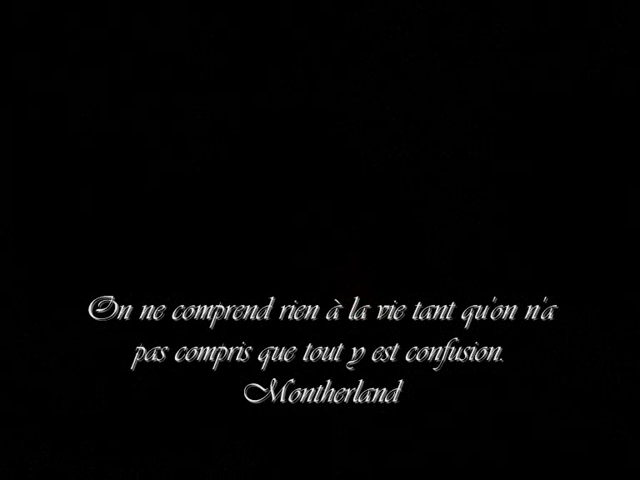 On ne comprend rien à la vie tant qu'on n'a
pas compris que tout y est confusion.
Montherland